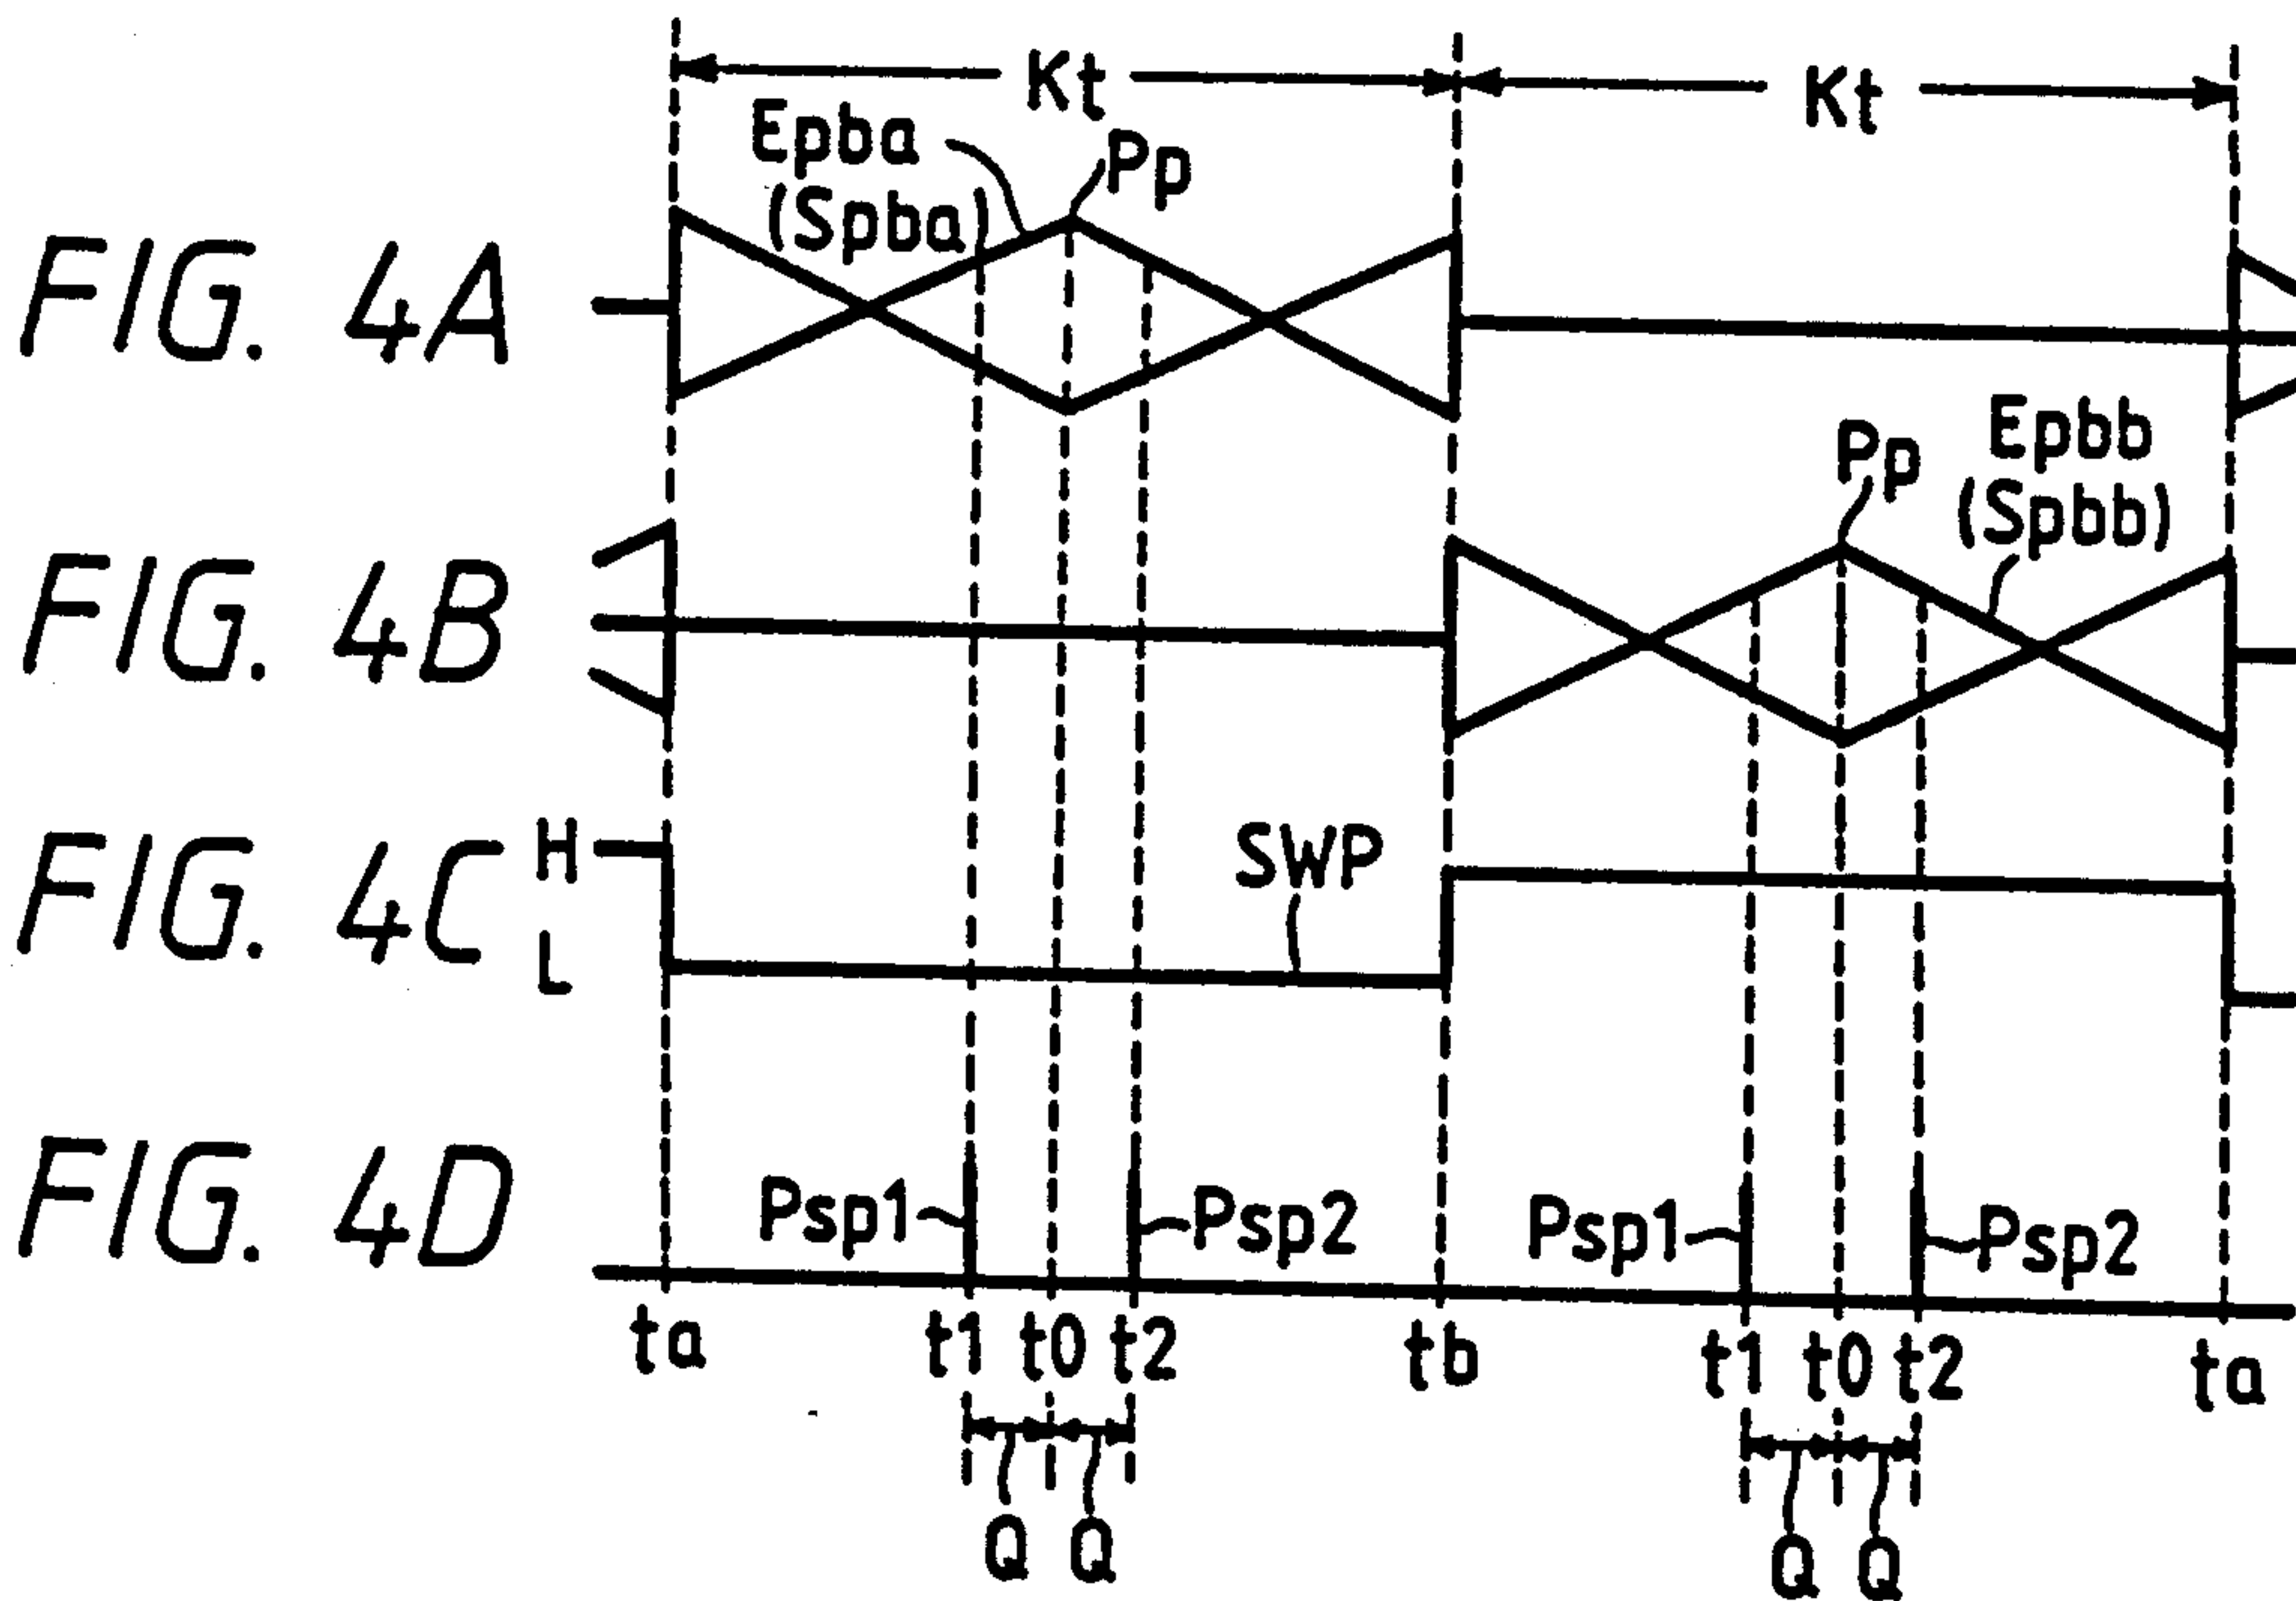 Kt Kt
Epba Pp
(Spba)
FIG. 4A
Pp Epbb
(Spbb)
FIG. 4B
H
SWP
FIG. 4C
L
FIG. 4D
Psp1 Psp2 Psp1 Psp2
ta t1 t0 t2 tb t1 t0 t2 ta
Q Q Q Q